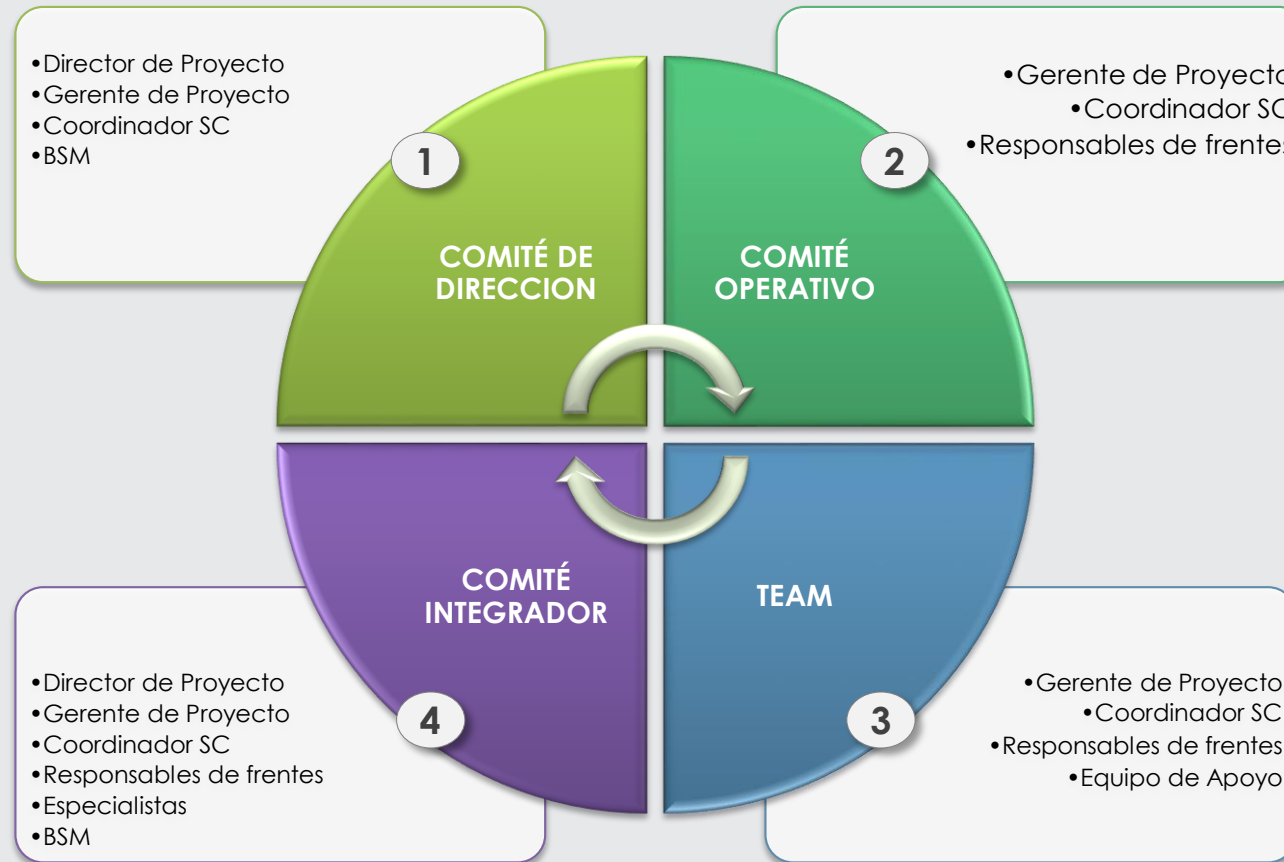 •Director de Proyecto
•Gerente de Proyecto
•Coordinador SC
•BSM
1
COMITÉ DE
DIRECCION
•Gerente de Proyecto
•Coordinador SC
•Responsables de frentes
2
COMITÉ
OPERATIVO
COMITÉ
INTEGRADOR
4
•Director de Proyecto
•Gerente de Proyecto
•Coordinador SC
•Responsables de frentes
•Especialistas
•BSM
TEAM
3
•Gerente de Proyecto
•Coordinador SC
•Responsables de frentes
•Equipo de Apoyo